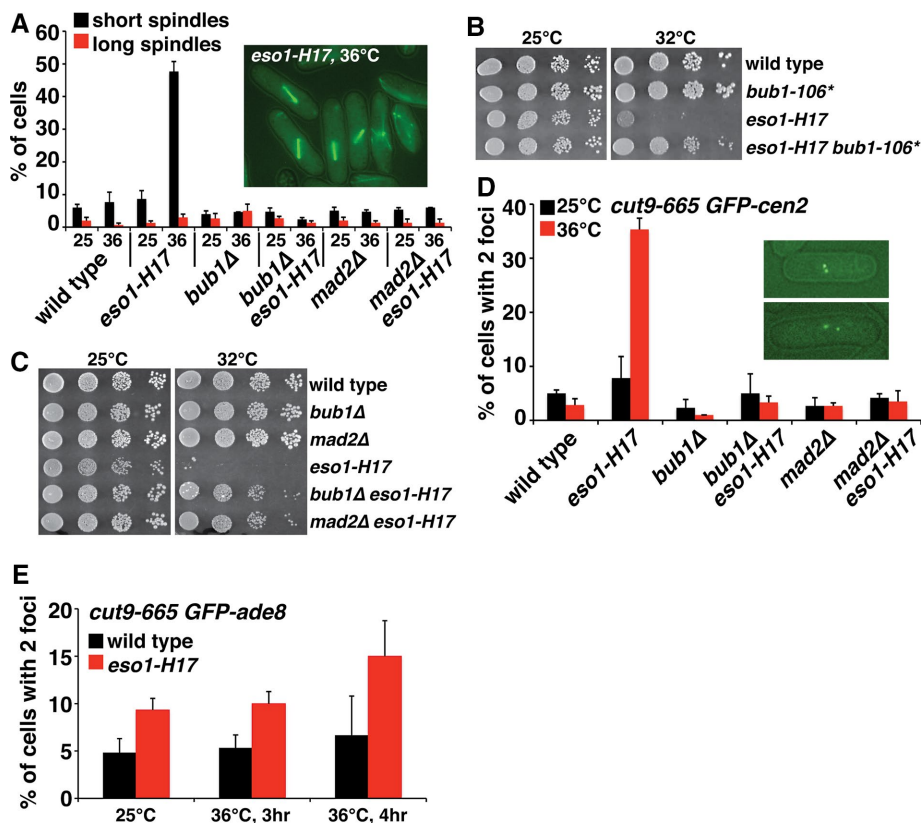 A
short spindles
long spindles
% of cells
60
50
40
30
20
10
0
eso1-H17, 36°C
25 36 25 36 25 36 25 36 25 36 25 36
wild type
eso1-H17
bub1Δ
bub1Δ eso1-H17
mad2Δ
mad2Δ eso1-H17
B
25°C 32°C
wild type
bub1-106*
eso1-H17
eso1-H17 bub1-106*
C
25°C 32°C
wild type
bub1Δ
mad2Δ
eso1-H17
bub1Δ eso1-H17
mad2Δ eso1-H17
D
25°C cut9-665 GFP-cen2
36°C
% of cells with 2 foci
40
30
20
10
0
wild type
eso1-H17
bub1Δ
bub1Δ eso1-H17
mad2Δ
mad2Δ eso1-H17
E
cut9-665 GFP-ade8
wild type
eso1-H17
% of cells with 2 foci
20
15
10
5
0
25°C 36°C, 3hr 36°C, 4hr